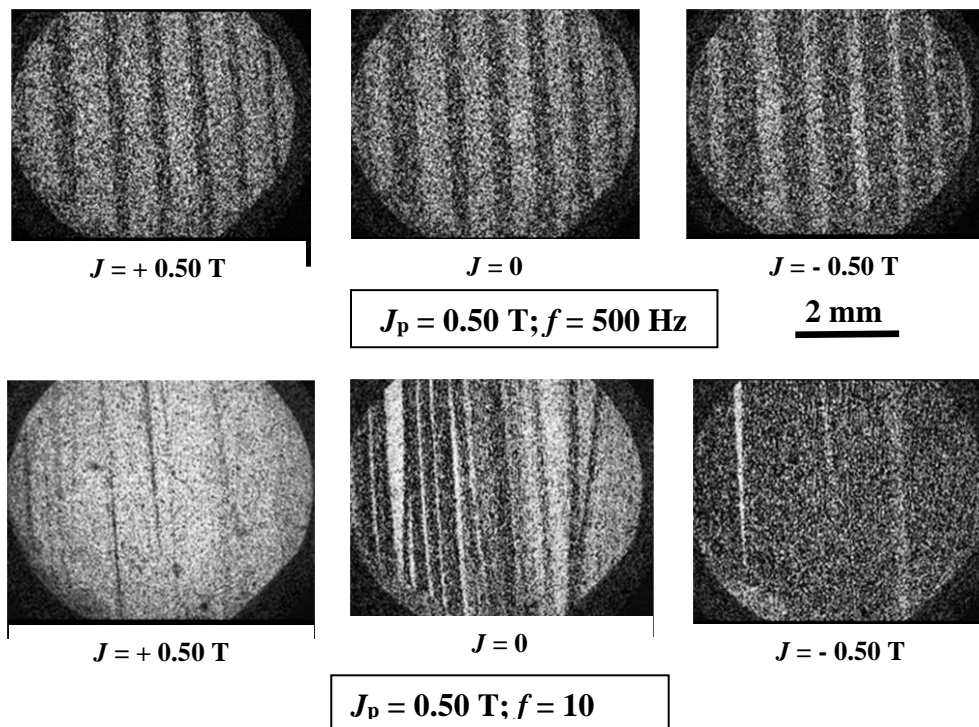 J = + 0.50 T
J = 0
J = - 0.50 T
Jp = 0.50 T; f = 500 Hz
2 mm
J = + 0.50 T
J = 0
J = - 0.50 T
Jp = 0.50 T; f = 10